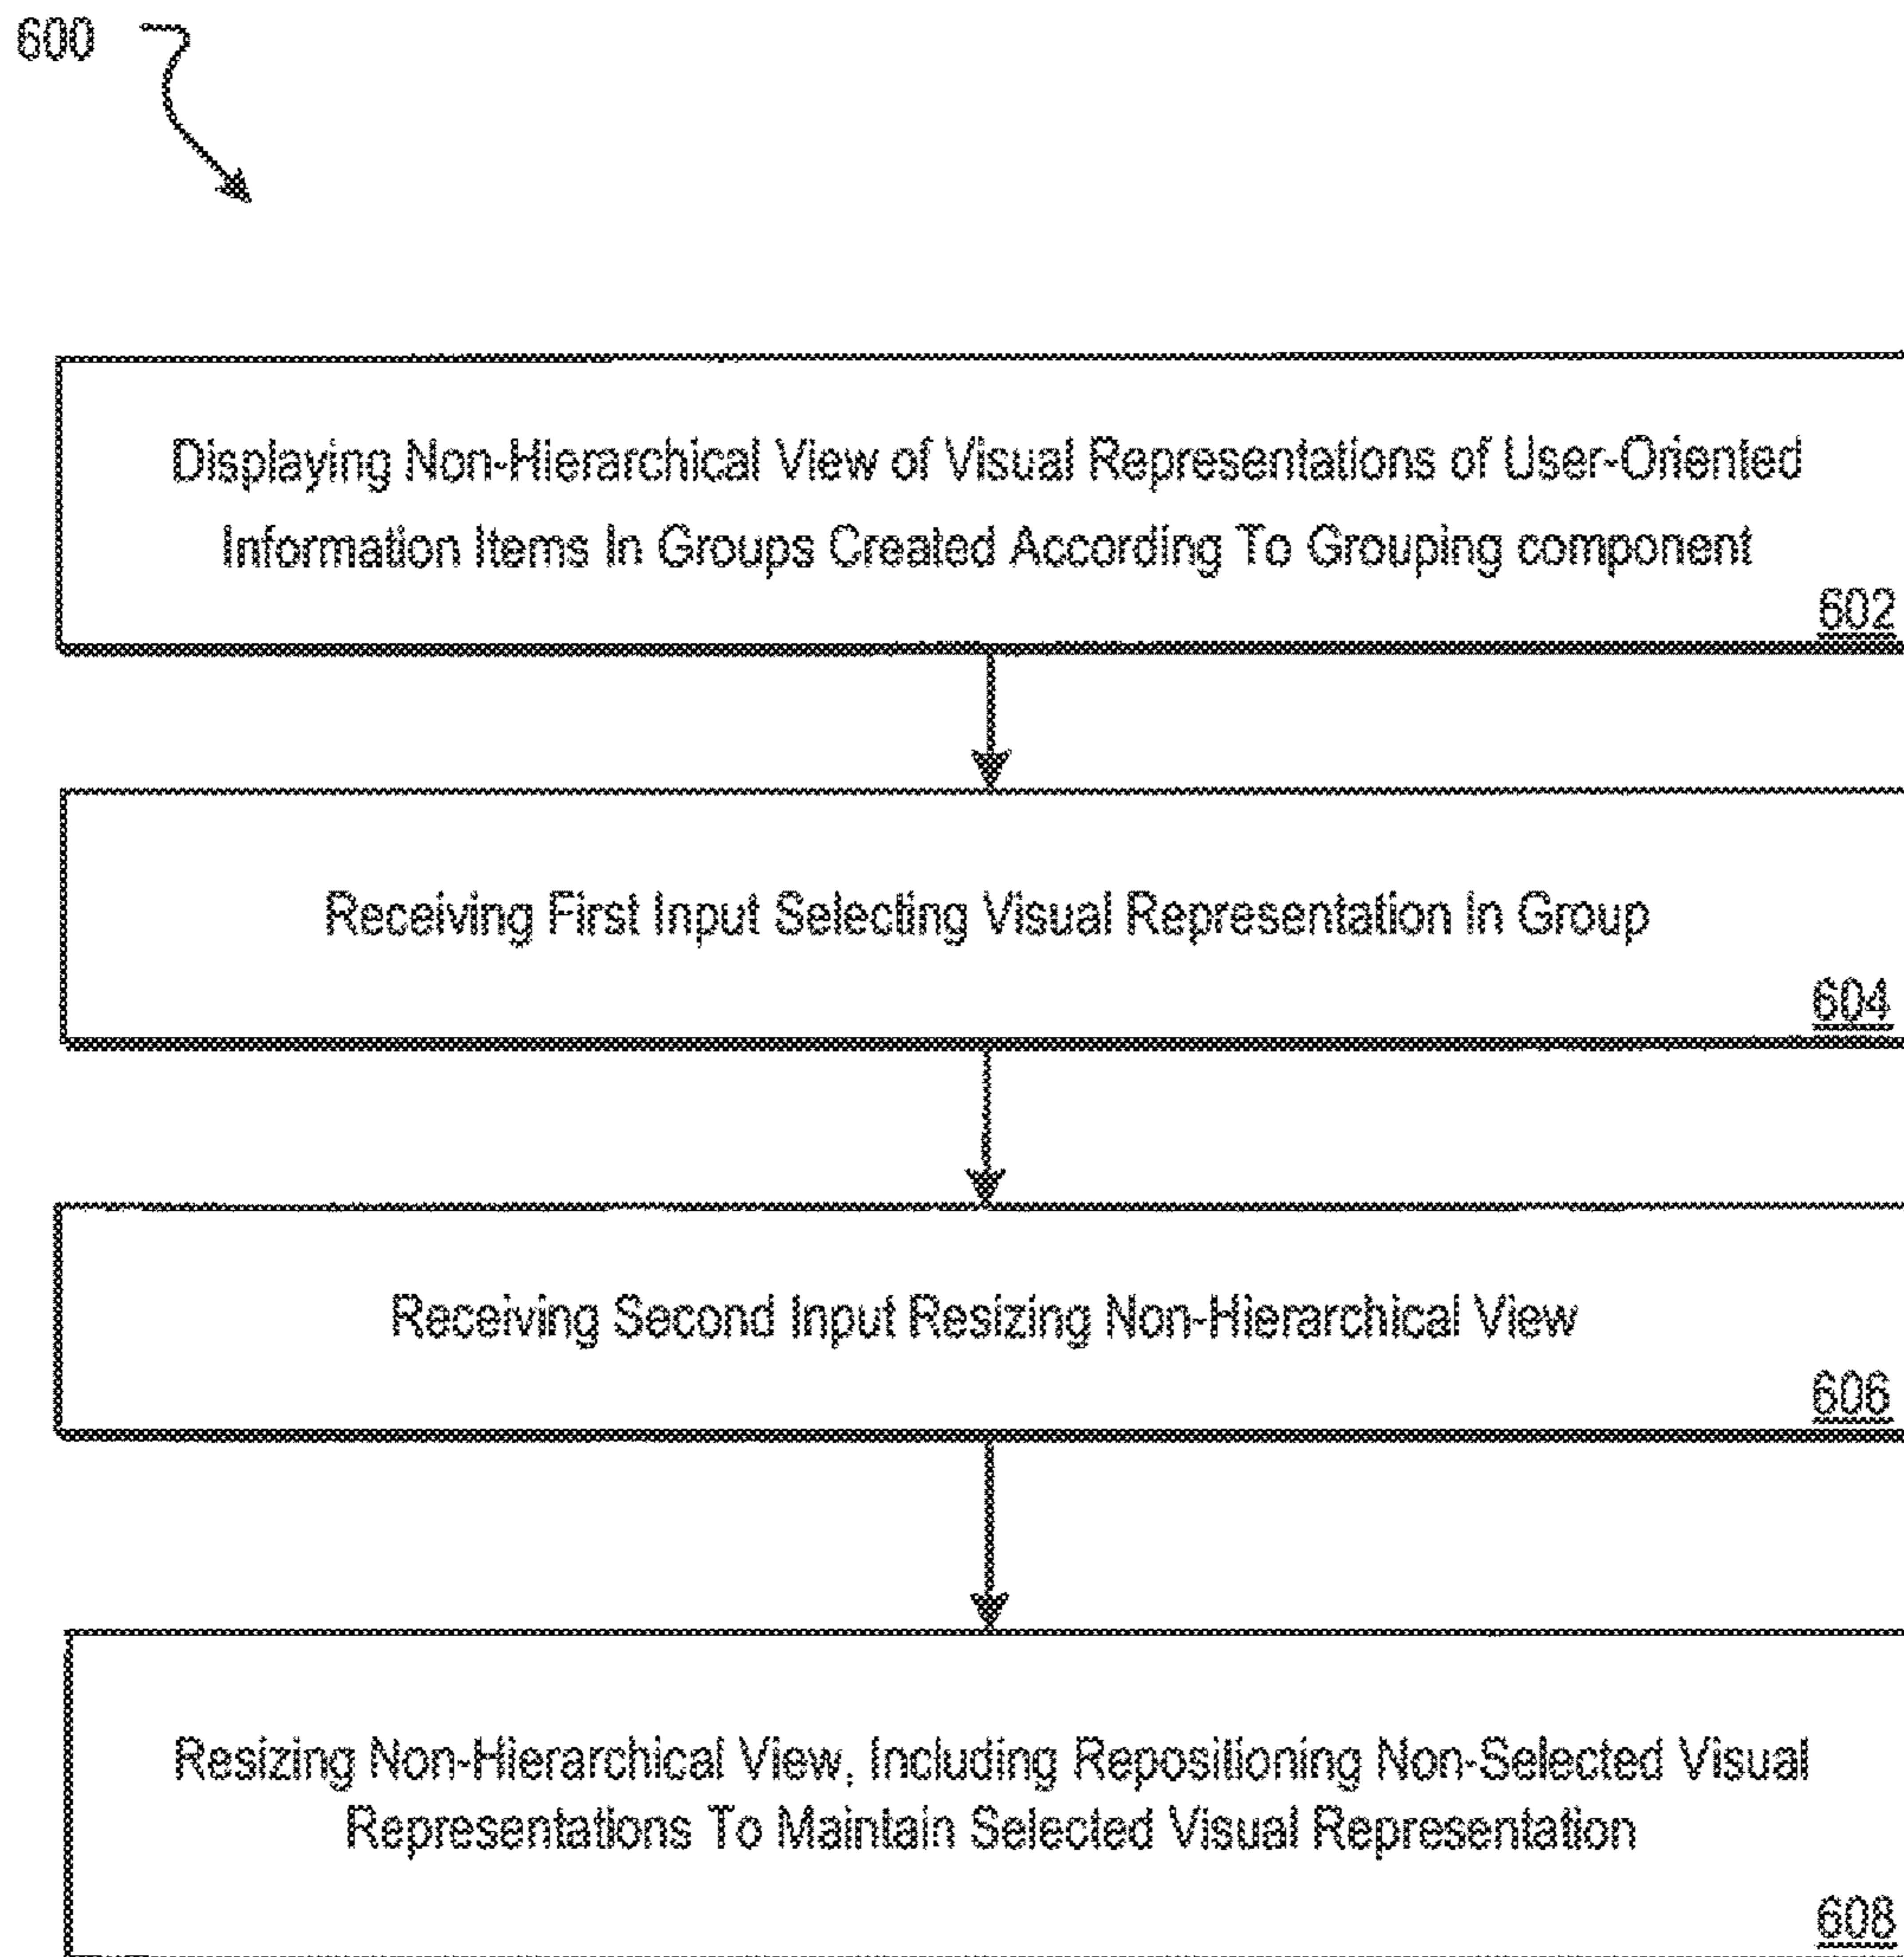 600
Displaying Non-Hierarchical View of Visual Representations of User-Oriented
Information Items In Groups Created According To Grouping component
602
Receiving First Input Selecting Visual Representation In Group
604
Receiving Second Input Resizing Non-Hierarchical View
606
Resizing Non-Hierarchical View, Including Repositioning Non-Selected Visual
Representations To Maintain Selected Visual Representation
608